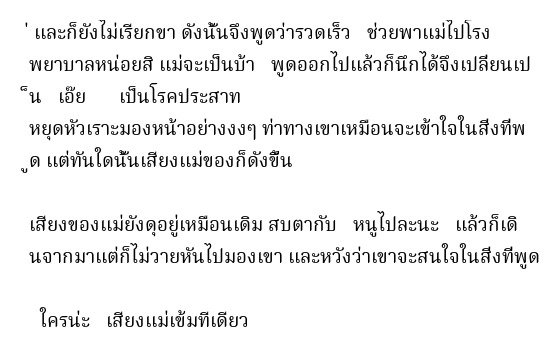 ่ และก็ยังไม่เรียกขา ดังนั้นจึงพูดว่ารวดเร็ว ช่วยพาแม่ไปโรง
พยาบาลหน่อยสิ แม่จะเป็นบ้า พูดออกไปแล้วก็นึกได้จึงเปลี่ยนเป
็น เอ๊ย เป็นโรคประสาท
หยุดหัวเราะมองหน้าอย่างงงๆ ท่าทางเขาเหมือนจะเข้าใจในสิ่งที่พ
ูด แต่ทันใดนั้นเสียงแม่ของก็ดังขึ้น
เสียงของแม่ยังดุอยู่เหมือนเดิม สบตากับ หนูไปละนะ แล้วก็เดิ
นจากมาแต่ก็ไม่วายหันไปมองเขา และหวังว่าเขาจะสนใจในสิ่งที่พูด
ใครน่ะ เสียงแม่เข้มทีเดียว